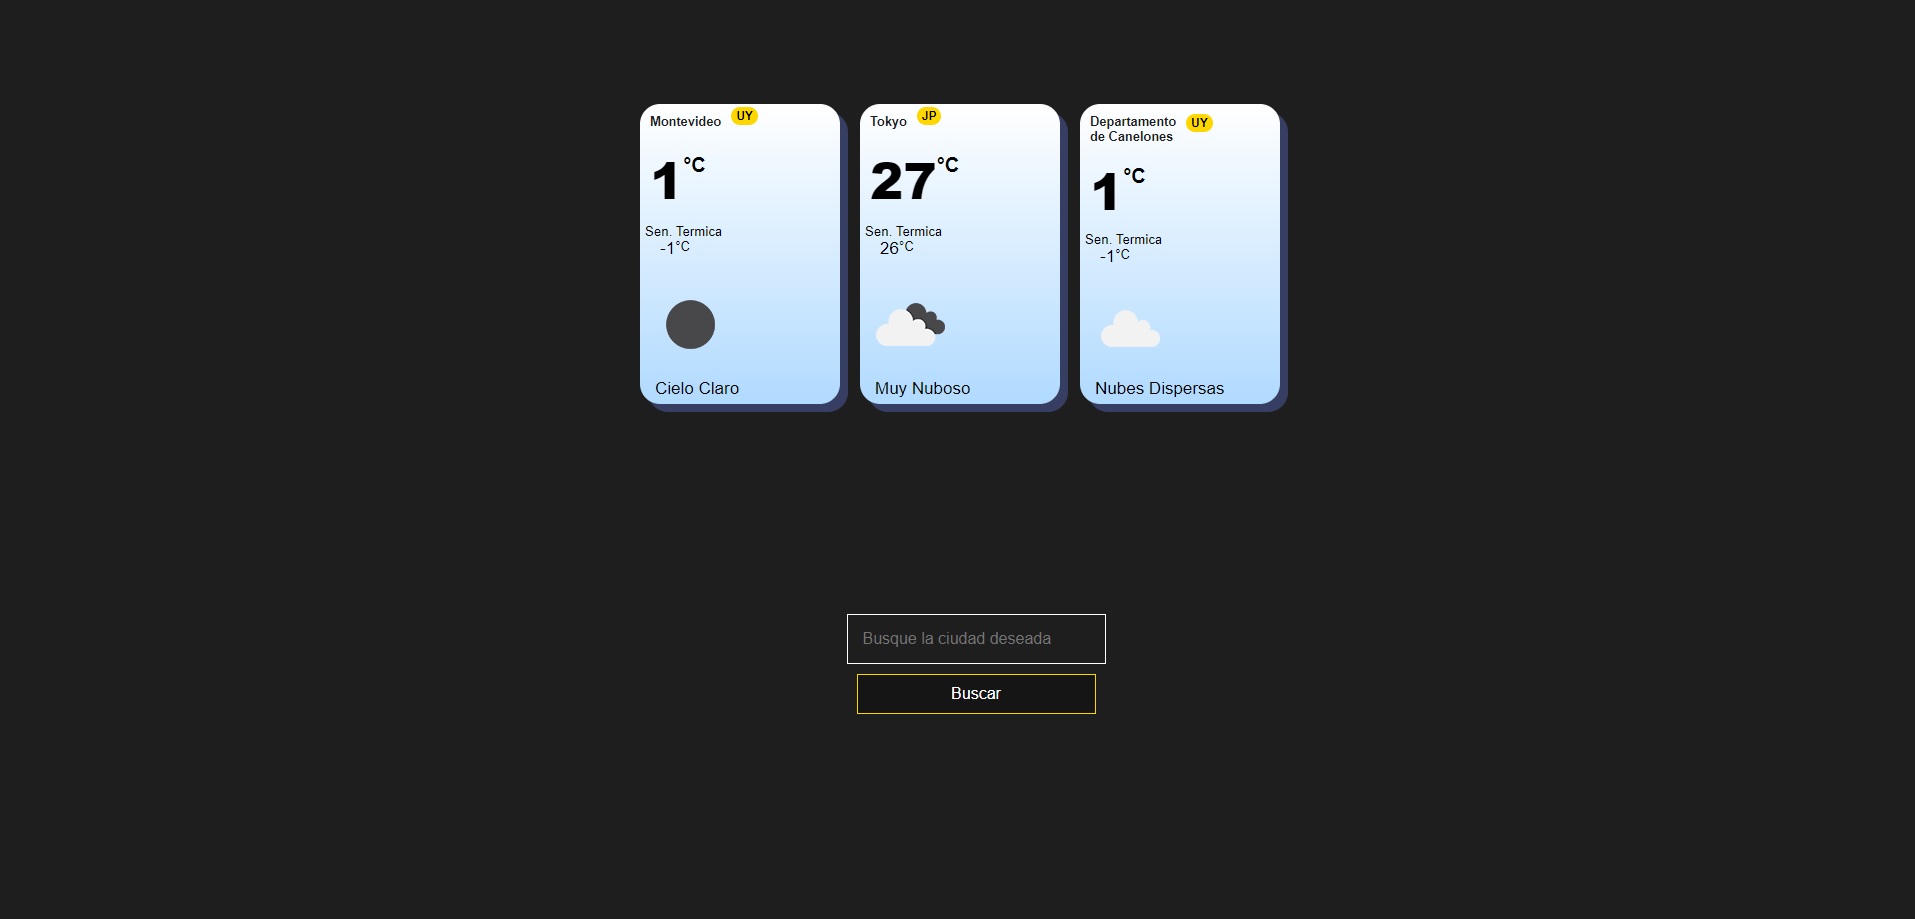 Montevideo UY
1°C
Sen. Termica
-1°C
Cielo Claro
Tokyo JP
27°C
Sen. Termica
26°C
Muy Nuboso
Departamento UY
de Canelones
1°C
Sen. Termica
-1°C
Nubes Dispersas
Busque la ciudad deseada
Buscar